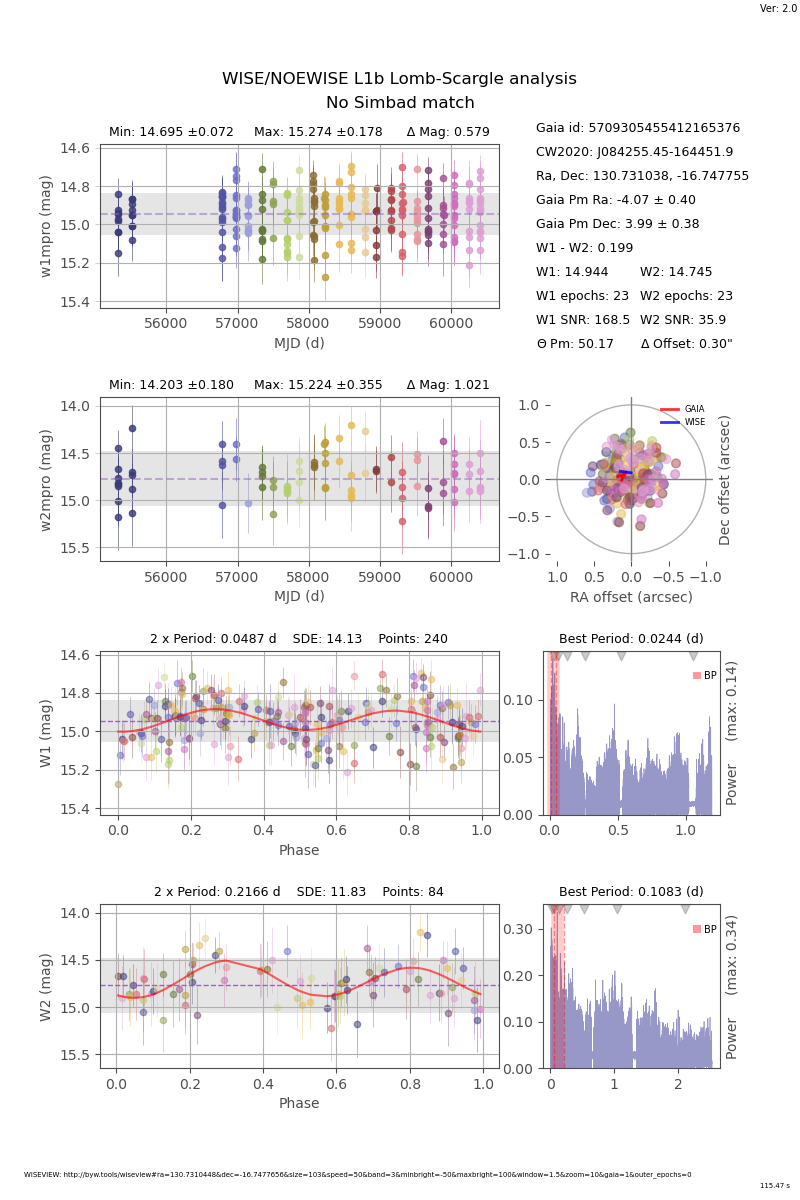 Ver: 2.0
WISE/NOEWISE L1b Lomb-Scargle analysis
No Simbad match
Min: 14.695 ±0.072 Max: 15.274 ±0.178 Δ Mag: 0.579
14.6
14.8
15.0
15.2
15.4
w1mpro (mag)
56000 57000 58000 59000 60000
MJD (d)
Gaia id: 5709305455412165376
CW2020: J084255.45-164451.9
Ra, Dec: 130.731038, -16.747755
Gaia Pm Ra: -4.07 ± 0.40
Gaia Pm Dec: 3.99 ± 0.38
W1 - W2: 0.199
W1: 14.944 W2: 14.745
W1 epochs: 23 W2 epochs: 23
W1 SNR: 168.5 W2 SNR: 35.9
Θ Pm: 50.17 Δ Offset: 0.30"
Min: 14.203 ±0.180 Max: 15.224 ±0.355 Δ Mag: 1.021
14.0
14.5
15.0
15.5
w2mpro (mag)
56000 57000 58000 59000 60000
MJD (d)
GAIA
WISE
1.0
0.5
0.0
−0.5
−1.0
Dec offset (arcsec)
1.0 0.5 0.0 −0.5 −1.0
RA offset (arcsec)
2 x Period: 0.0487 d SDE: 14.13 Points: 240
14.6
14.8
15.0
15.2
15.4
W1 (mag)
0.0 0.2 0.4 0.6 0.8 1.0
Phase
Best Period: 0.0244 (d)
BP
0.10
0.05
0.00
Power (max: 0.14)
0.0 0.5 1.0
2 x Period: 0.2166 d SDE: 11.83 Points: 84
14.0
14.5
15.0
15.5
W2 (mag)
0.0 0.2 0.4 0.6 0.8 1.0
Phase
Best Period: 0.1083 (d)
BP
0.30
0.20
0.10
0.00
Power (max: 0.34)
0 1 2
WISEVIEW: http://byw.tools/wiseview#ra=130.7310448&dec=-16.7477656&size=103&speed=50&band=3&minbright=-50&maxbright=100&window=1.5&zoom=10&gaia=1&outer_epochs=0
115.47 s